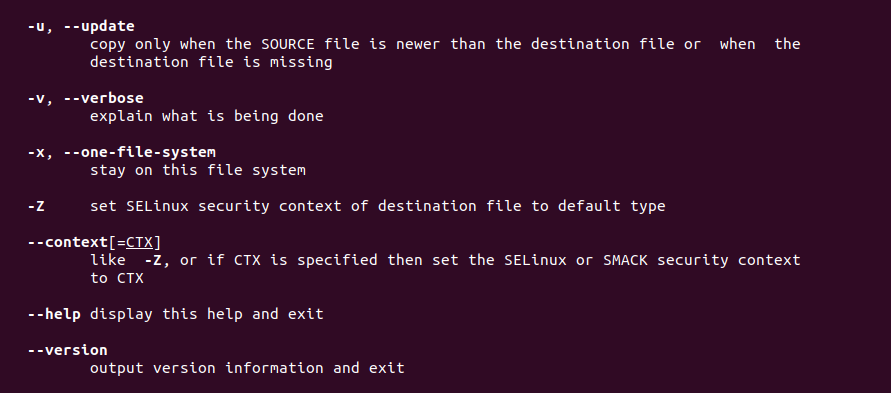 -u, --update
copy only when the SOURCE file is newer than the destination file or  when  the
destination file is missing
-v, --verbose
explain what is being done
-x, --one-file-system
stay on this file system
-Z     set SELinux security context of destination file to default type
--context[=CTX]
like  -Z, or if CTX is specified then set the SELinux or SMACK security context
to CTX
--help display this help and exit
--version
output version information and exit